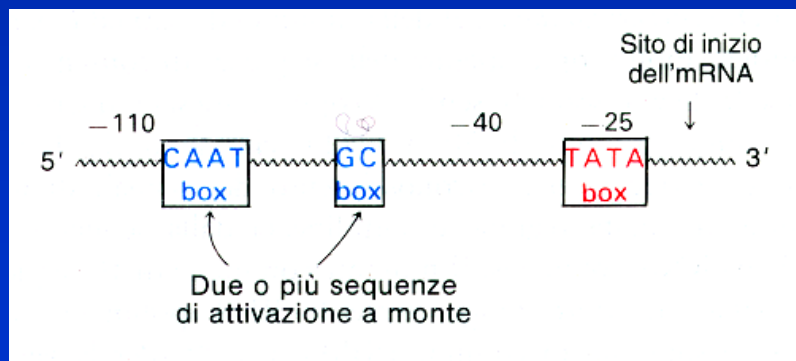 Sito di inizio
dell'mRNA
–110
–40
–25
5'
CAAT
box
GC
box
TATA
box
3'
Due o più sequenze
di attivazione a monte